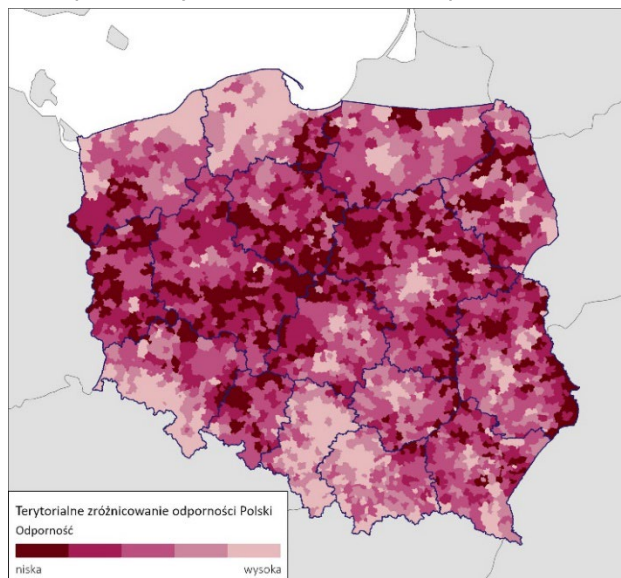 Terytorialne zróżnicowanie odporności Polski
Odporność
niska
wysoka